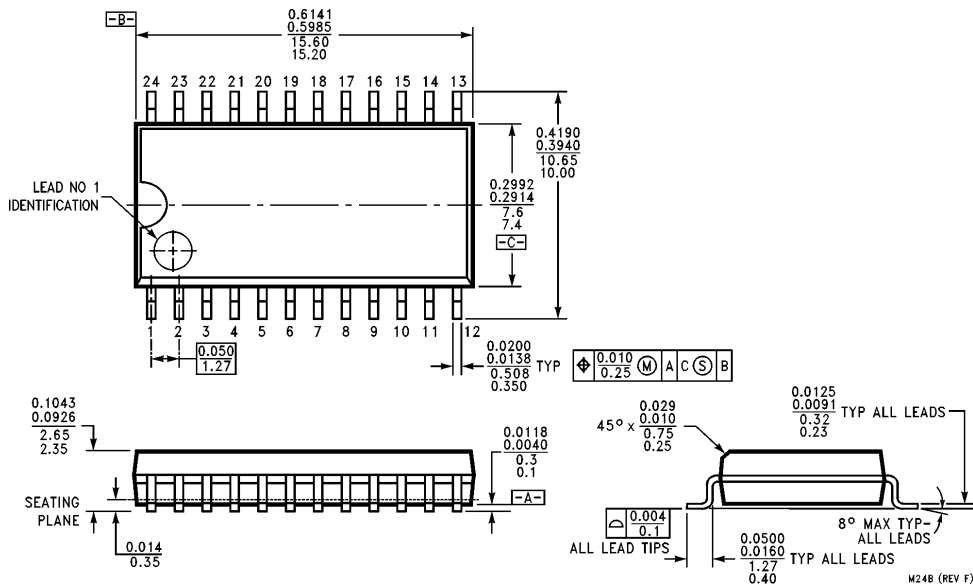 -B-
0.6141
0.5985
15.60
15.20
24 23 22 21 20 19 18 17 16 15 14 13
LEAD NO 1
IDENTIFICATION
0.4190
0.3940
10.65
10.00
0.2992
0.2914
7.6
7.4
-C-
1 2 3 4 5 6 7 8 9 10 11 12
0.050
1.27
0.0200
0.0138
0.508
0.350
TYP
0.010
0.25 Ⓜ A C Ⓢ B
0.1043
0.0926
2.65
2.35
SEATING
PLANE
0.014
0.35
0.0118
0.0040
0.3
0.1
-A-
45° x
0.029
0.010
0.75
0.25
0.0125
0.0091
0.32
0.23
TYP ALL LEADS
0.004
0.1
ALL LEAD TIPS
0.0500
0.0160
1.27
0.40
TYP ALL LEADS
8° MAX TYP-
ALL LEADS
M24B (REV F)